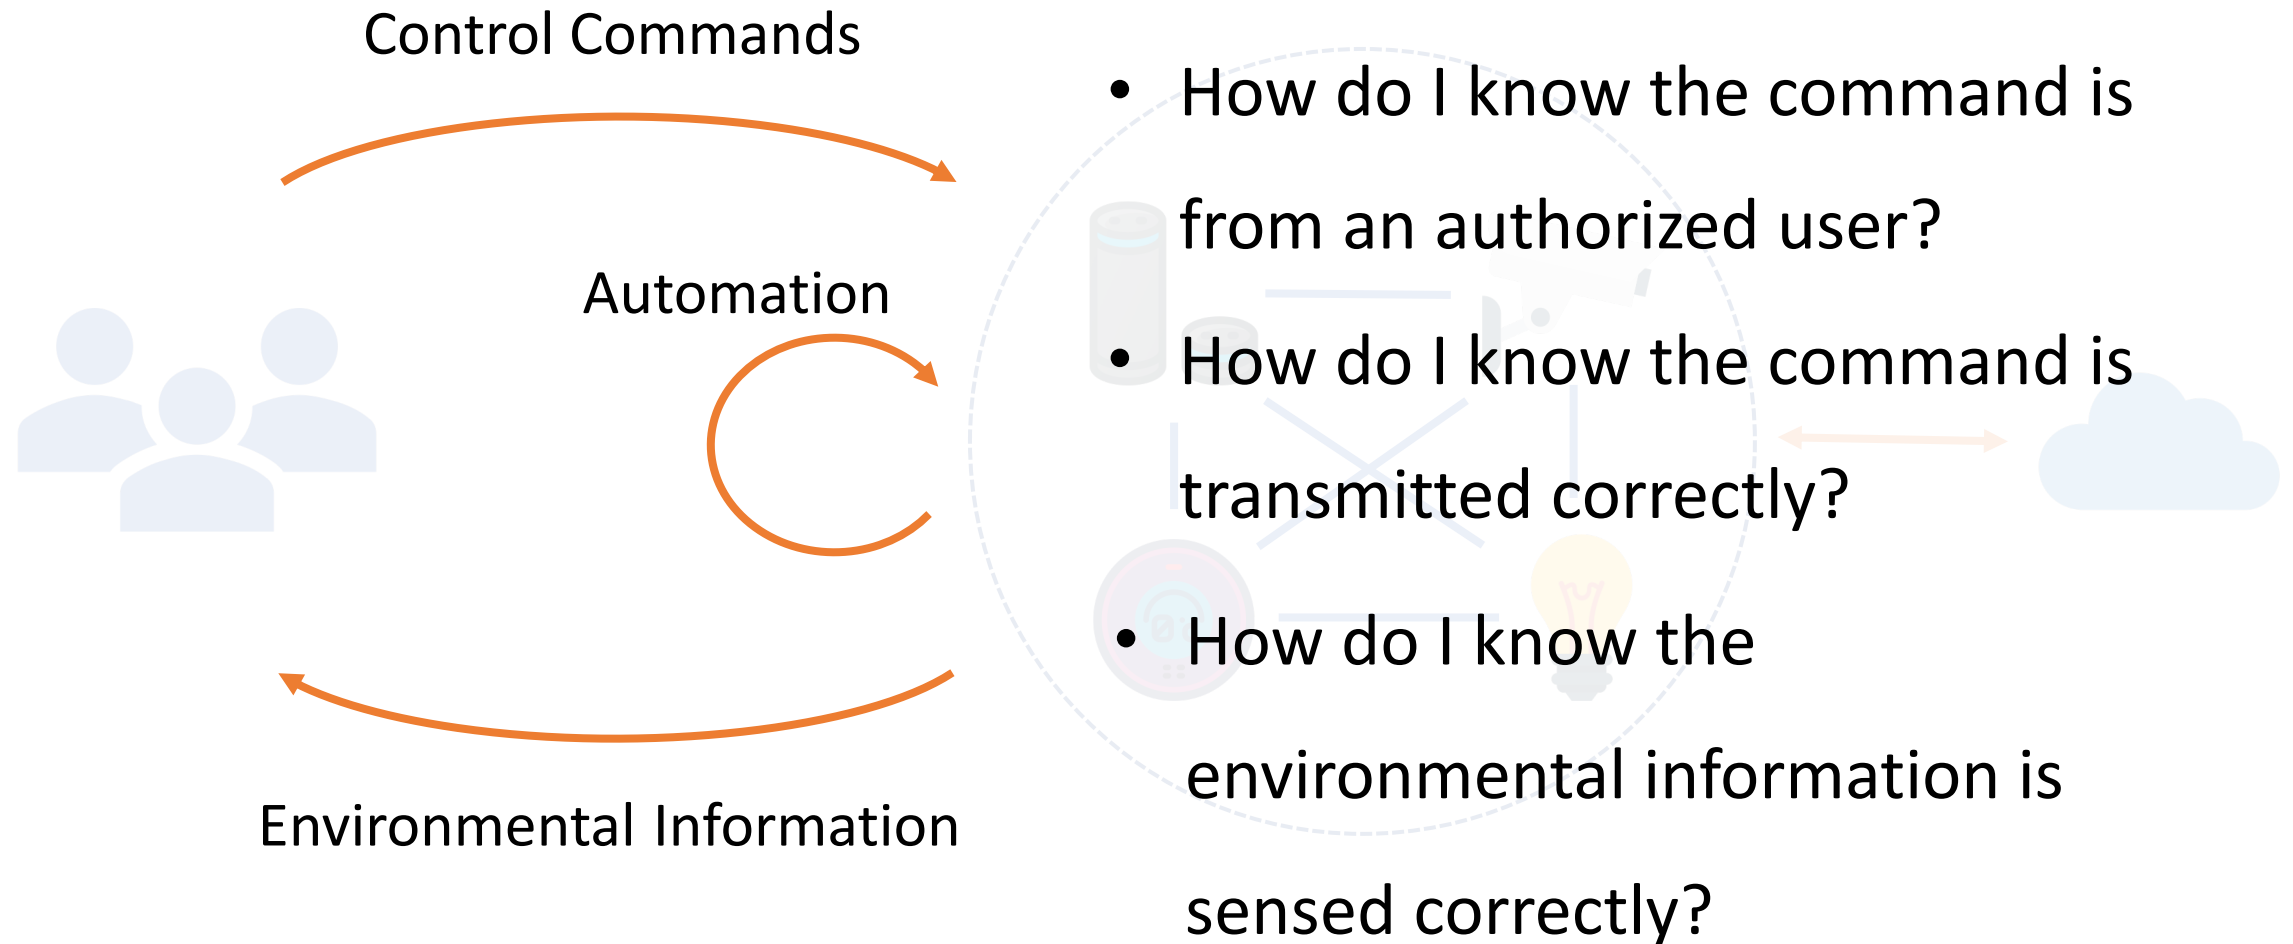 Control Commands
Automation
Environmental Information
• How do I know the command is
from an authorized user?
• How do I know the command is
transmitted correctly?
• How do I know the
environmental information is
sensed correctly?